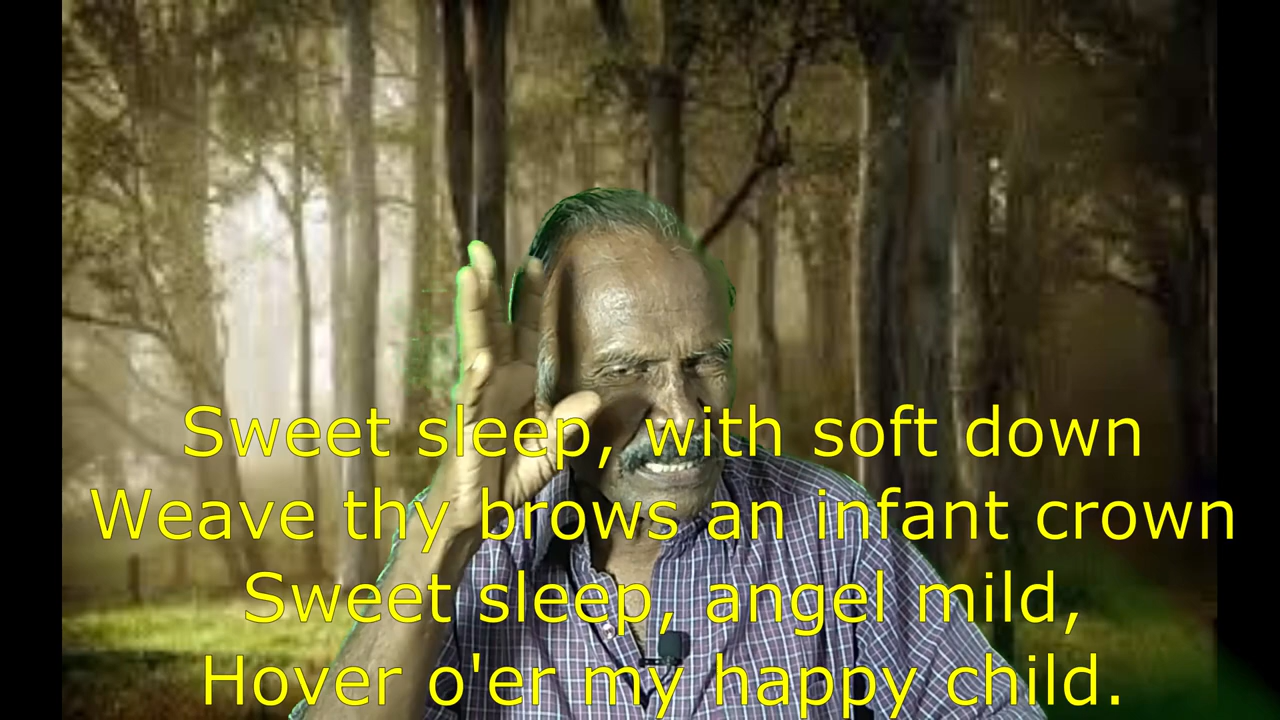 Sweet sleep, with soft down
Weave thy brows an infant crown
Sweet sleep, angel mild,
Hover o'er my happy child.